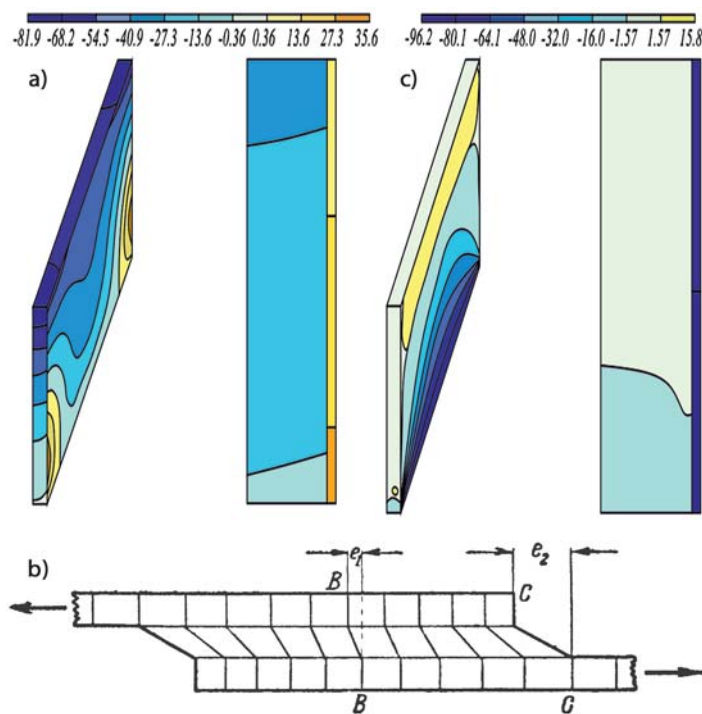 -81.9 -68.2 -54.5 -40.9 -27.3 -13.6 -0.36 0.36 13.6 27.3 35.6
-96.2 -80.1 -64.1 -48.0 -32.0 -16.0 -1.57 1.57 15.8
a)
c)
b)
e₁
e₂
B
C
B
C